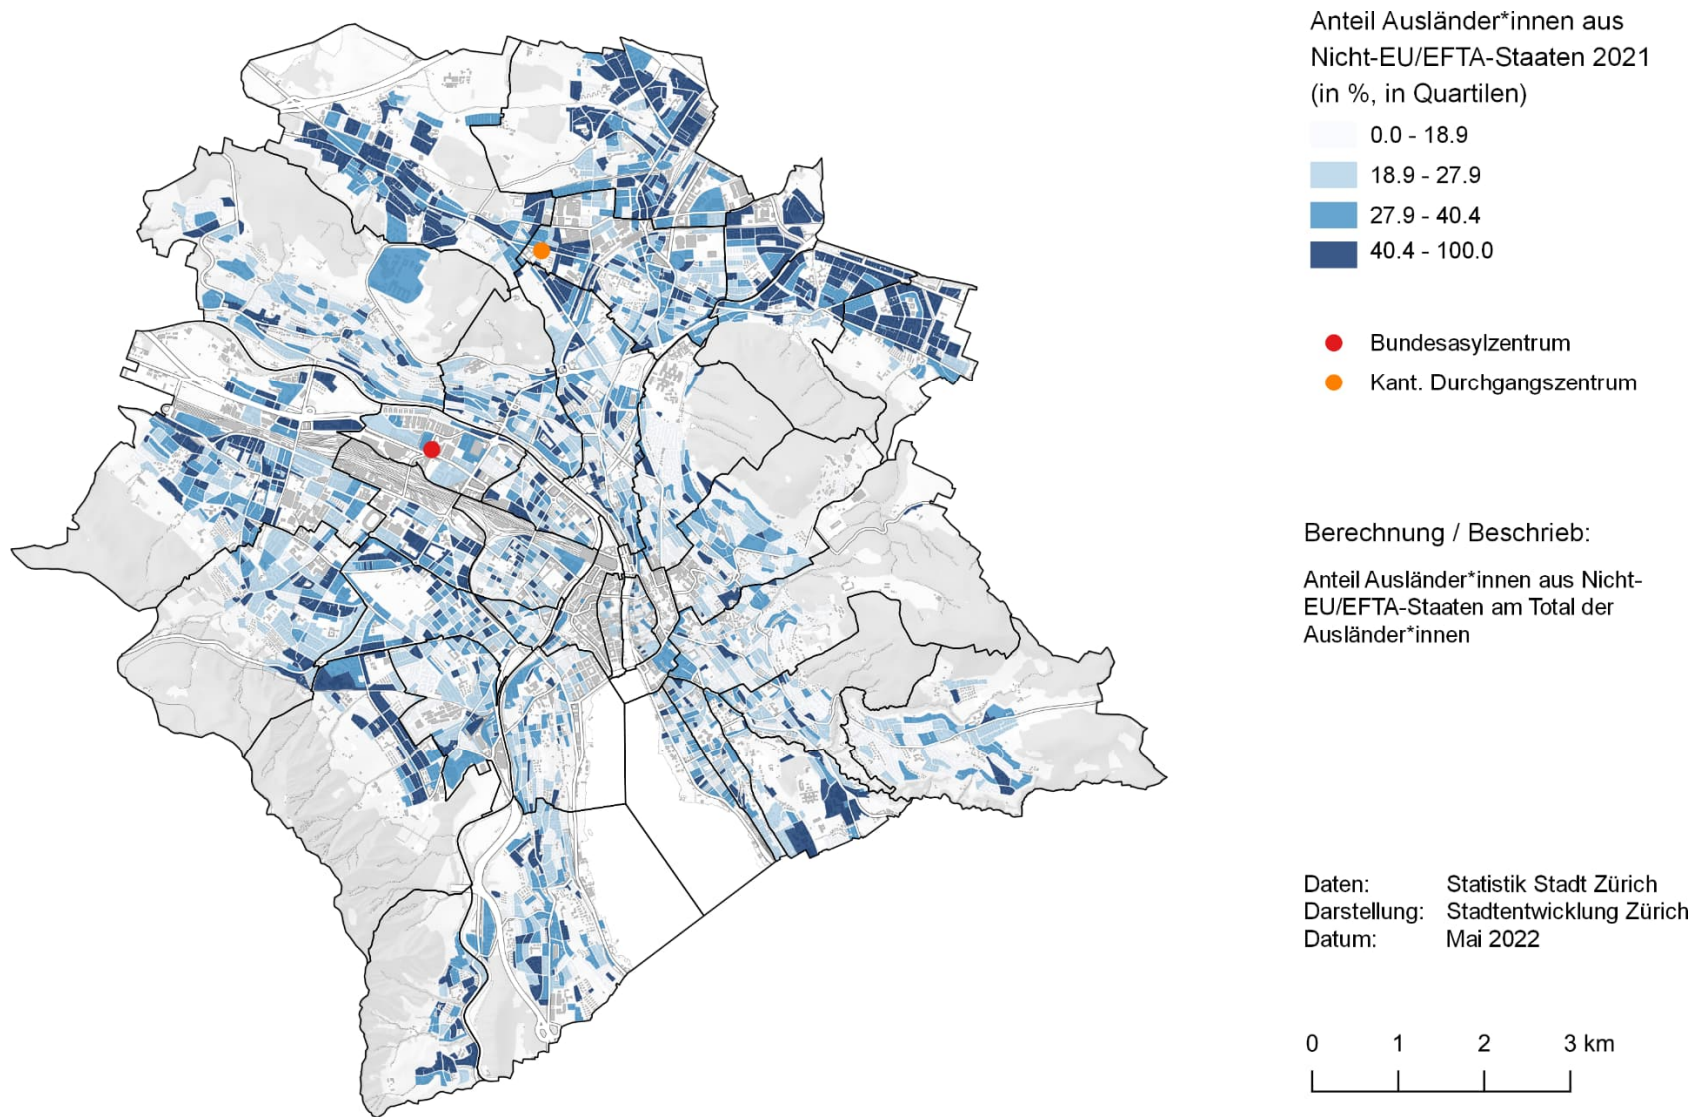 Anteil Ausländer*innen aus
Nicht-EU/EFTA-Staaten 2021
(in %, in Quartilen)
0.0 - 18.9
18.9 - 27.9
27.9 - 40.4
40.4 - 100.0
Bundesasylzentrum
Kant. Durchgangszentrum
Berechnung / Beschrieb:
Anteil Ausländer*innen aus Nicht-
EU/EFTA-Staaten am Total der
Ausländer*innen
Daten: Statistik Stadt Zürich
Darstellung: Stadtentwicklung Zürich
Datum: Mai 2022
0 1 2 3 km